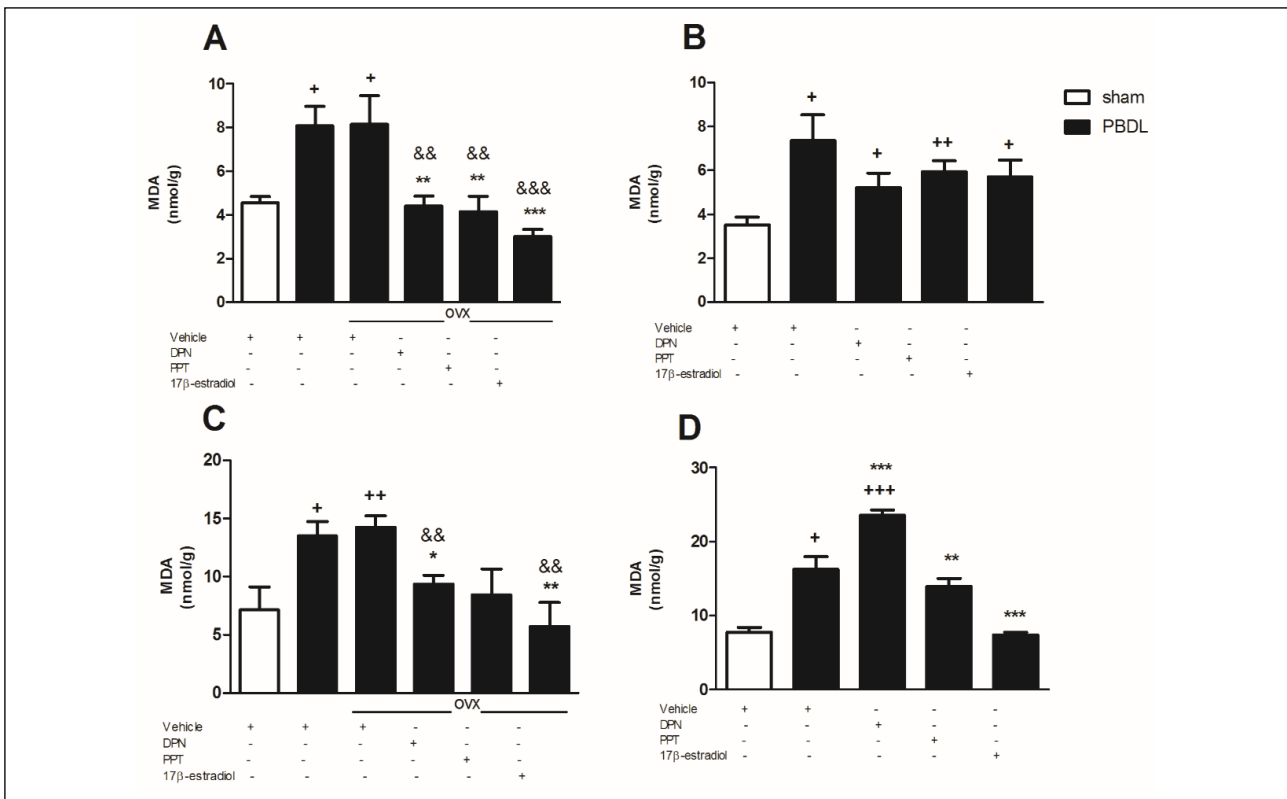 A
+
+
&&
**
&&
**
&&&
***
10
8
6
4
2
0
MDA
(nmol/g)
OVX
Vehicle + + + - - -
DPN - - - + - -
PPT - - - - + -
17β-estradiol - - - - - +
B
+
+
++
+
10
8
6
4
2
0
MDA
(nmol/g)
Vehicle + + - - -
DPN - - + - -
PPT - - - + -
17β-estradiol - - - - +
sham
PBDL
C
+
++
&&
*
&&
**
20
15
10
5
0
MDA
(nmol/g)
OVX
Vehicle + + + - - -
DPN - - - + - -
PPT - - - - + -
17β-estradiol - - - - - +
D
+
***
+++
**
***
30
20
10
0
MDA
(nmol/g)
Vehicle + + - - -
DPN - - + - -
PPT - - - + -
17β-estradiol - - - - +